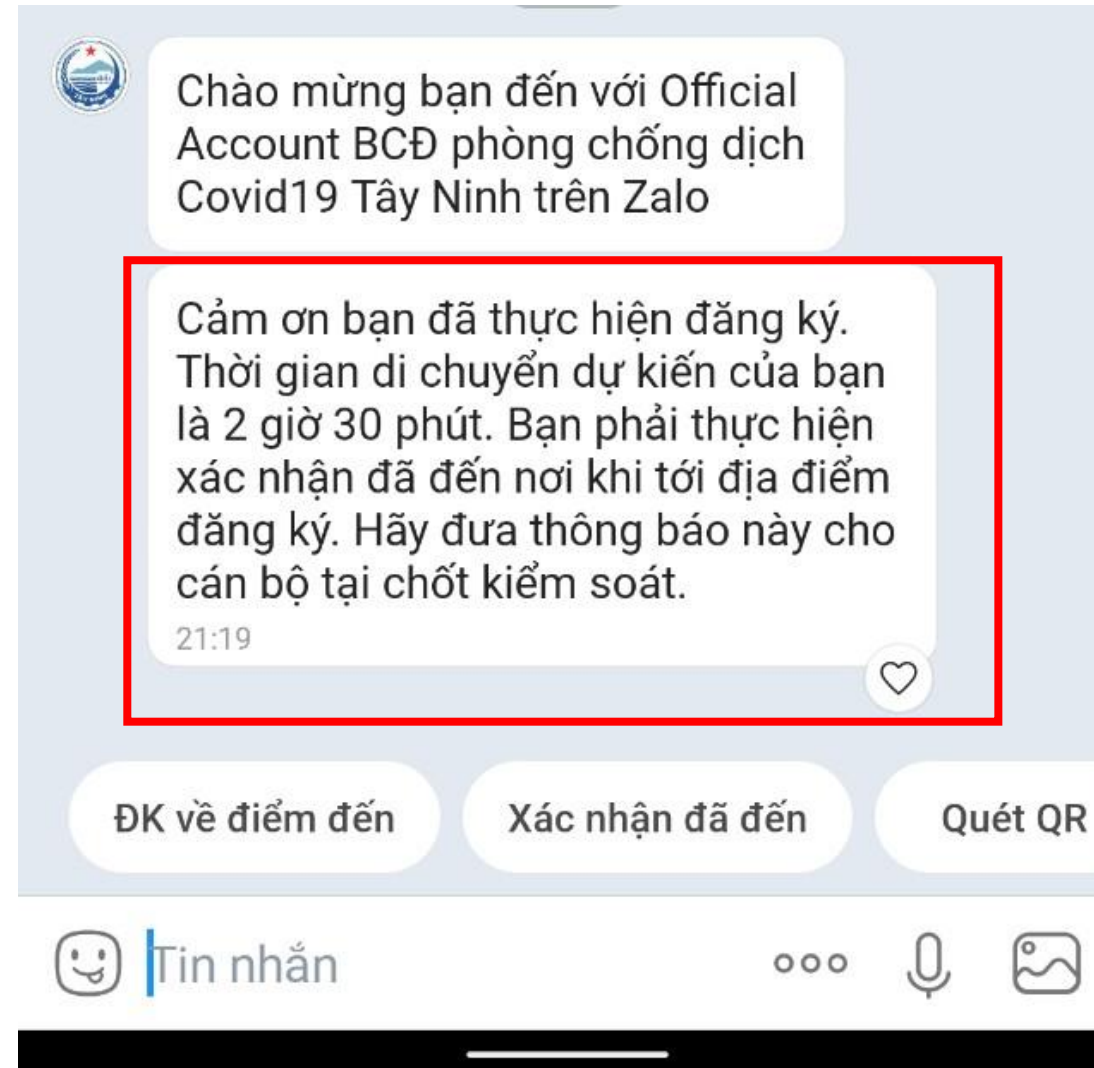 Chào mừng bạn đến với Official
Account BCĐ phòng chống dịch
Covid19 Tây Ninh trên Zalo
Cảm ơn bạn đã thực hiện đăng ký.
Thời gian di chuyển dự kiến của bạn
là 2 giờ 30 phút. Bạn phải thực hiện
xác nhận đã đến nơi khi tới địa điểm
đăng ký. Hãy đưa thông báo này cho
cán bộ tại chốt kiểm soát.
21:19
ĐK về điểm đến
Xác nhận đã đến
Quét QR
Tin nhắn